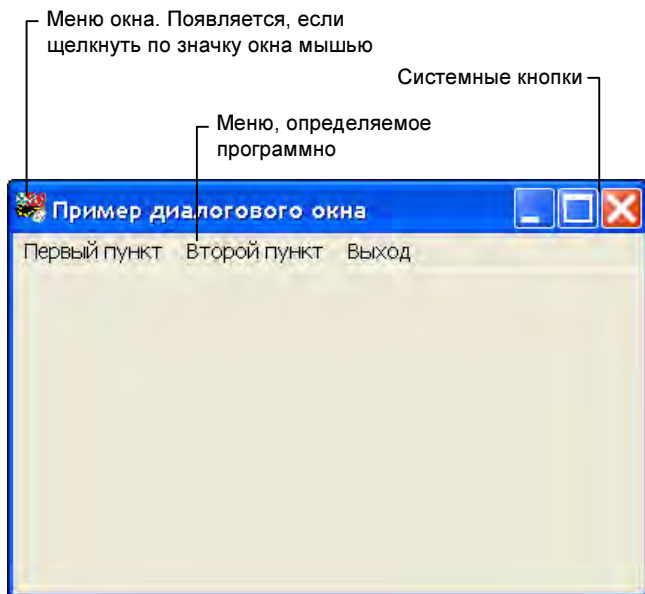 Меню окна. Появляется, если
щелкнуть по значку окна мышью
Системные кнопки
Меню, определяемое
программно
Пример диалогового окна
Первый пункт Второй пункт Выход